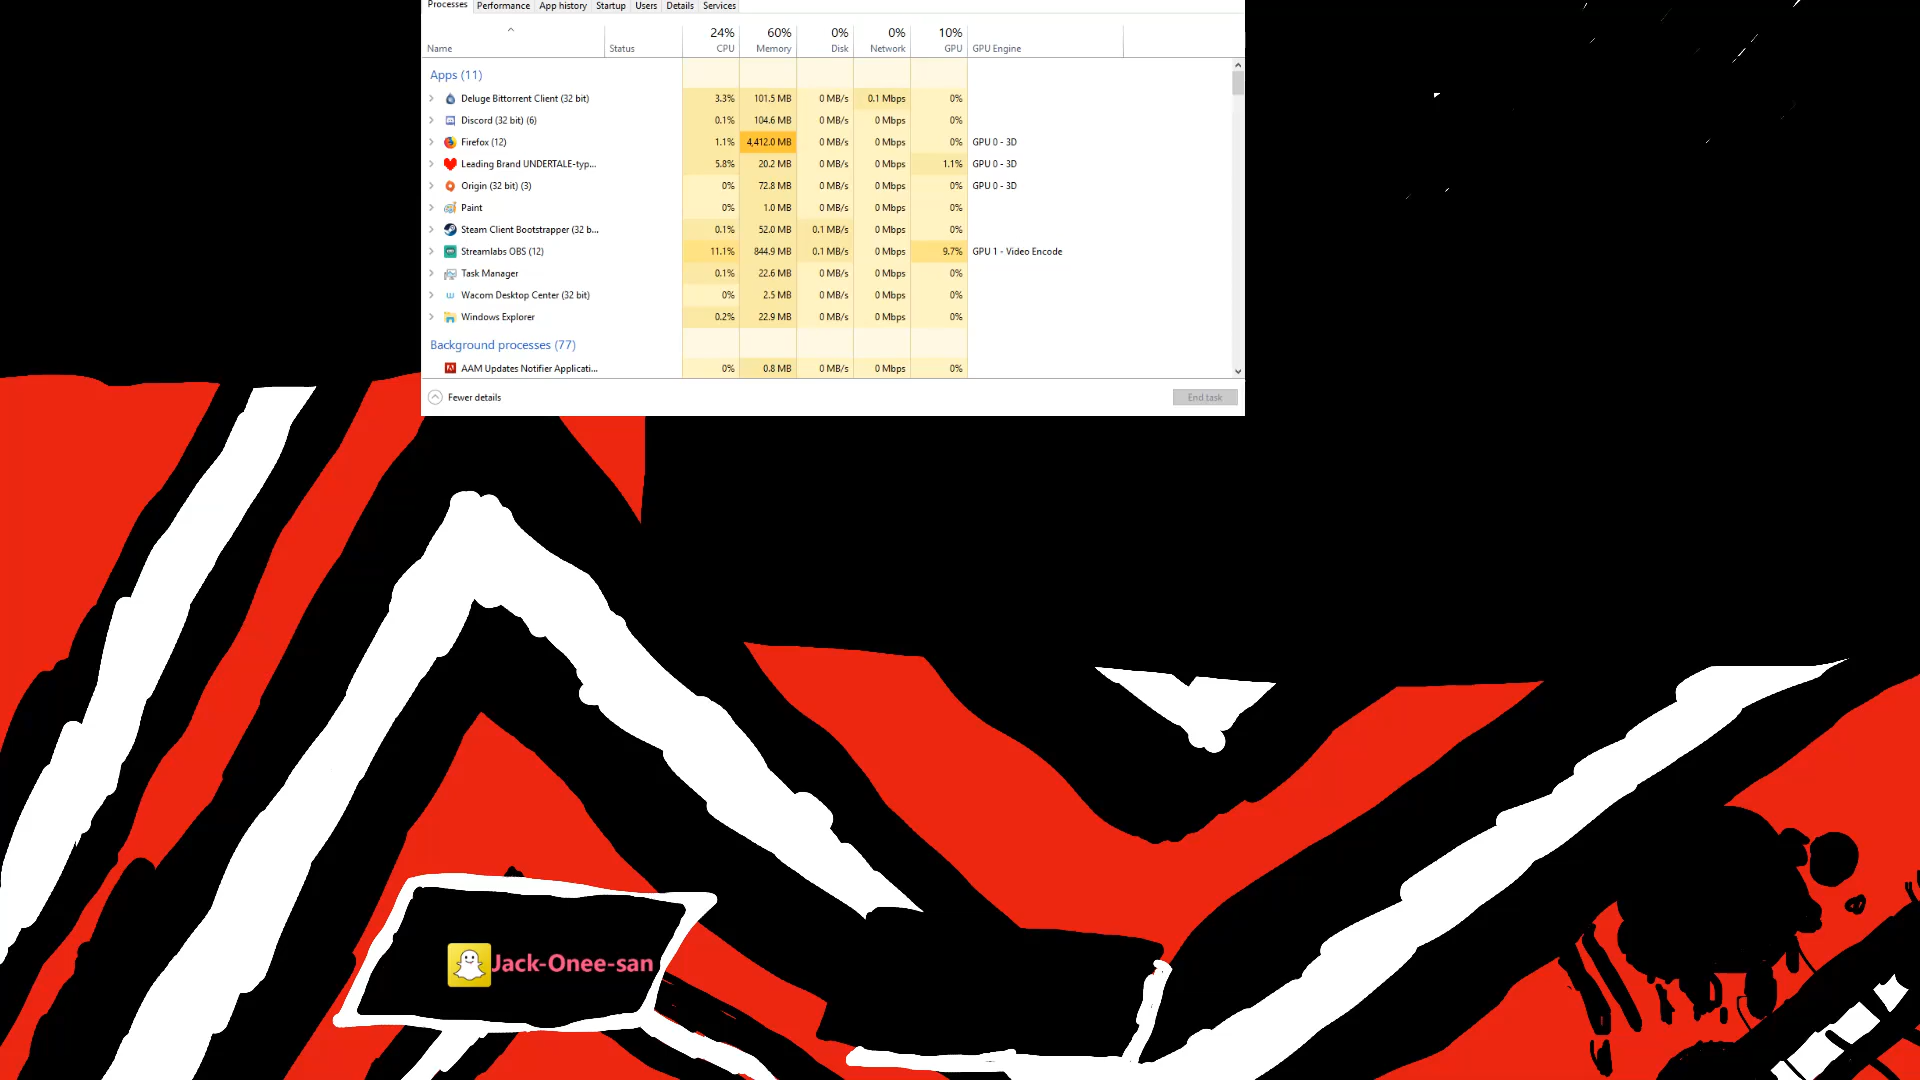 Processes Performance App history Startup Users Details Services
24% 60% 0% 0% 10%
Name Status CPU Memory Disk Network GPU GPU Engine
Apps (11)
Deluge Bittorrent Client (32 bit) 3.3% 101.5 MB 0 MB/s 0.1 Mbps 0%
Discord (32 bit) (6) 0.1% 104.6 MB 0 MB/s 0 Mbps 0%
Firefox (12) 1.1% 4,412.0 MB 0 MB/s 0 Mbps 0% GPU 0 - 3D
Leading Brand UNDERTALE-typ... 5.8% 20.2 MB 0 MB/s 0 Mbps 1.1% GPU 0 - 3D
Origin (32 bit) (3) 0% 72.8 MB 0 MB/s 0 Mbps 0% GPU 0 - 3D
Paint 0% 1.0 MB 0 MB/s 0 Mbps 0%
Steam Client Bootstrapper (32 b... 0.1% 52.0 MB 0.1 MB/s 0 Mbps 0%
Streamlabs OBS (12) 11.1% 844.9 MB 0.1 MB/s 0 Mbps 9.7% GPU 1 - Video Encode
Task Manager 0.1% 22.6 MB 0 MB/s 0 Mbps 0%
Wacom Desktop Center (32 bit) 0% 2.5 MB 0 MB/s 0 Mbps 0%
Windows Explorer 0.2% 22.9 MB 0 MB/s 0 Mbps 0%
Background processes (77)
AAM Updates Notifier Applicati... 0% 0.8 MB 0 MB/s 0 Mbps 0%
Fewer details End task
Jack-Onee-san